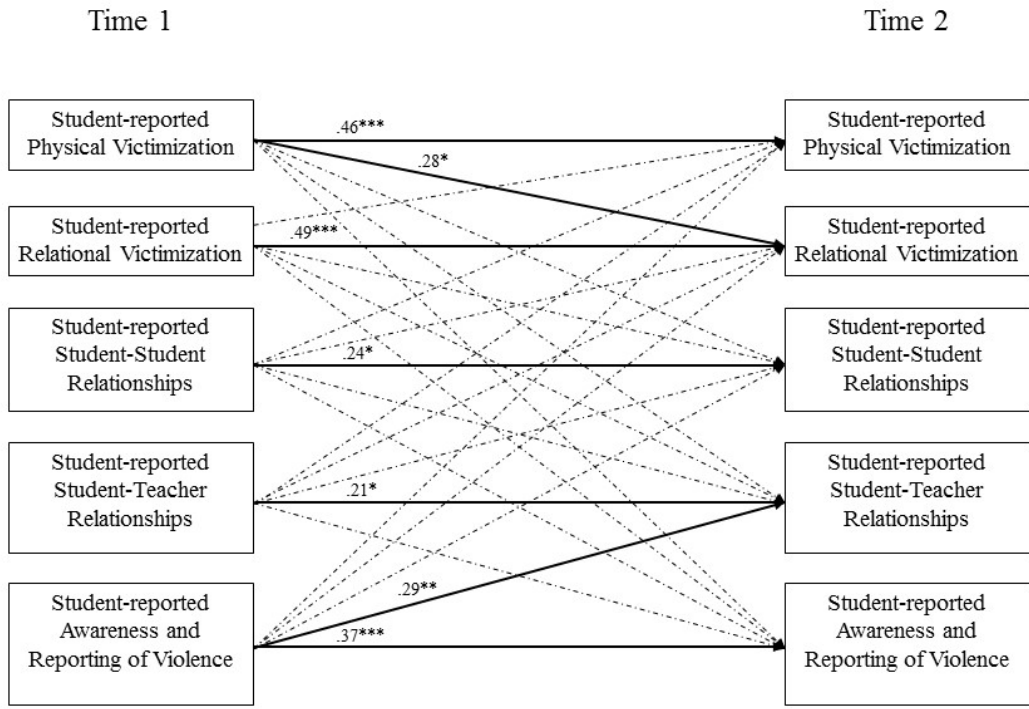 Time 1
Time 2
Student-reported
Physical Victimization
.46***
Student-reported
Physical Victimization
.28*
Student-reported
Relational Victimization
.49***
Student-reported
Relational Victimization
Student-reported
Student-Student
Relationships
.24*
Student-reported
Student-Student
Relationships
Student-reported
Student-Teacher
Relationships
.21*
Student-reported
Student-Teacher
Relationships
.29**
Student-reported
Awareness and
Reporting of Violence
.37***
Student-reported
Awareness and
Reporting of Violence